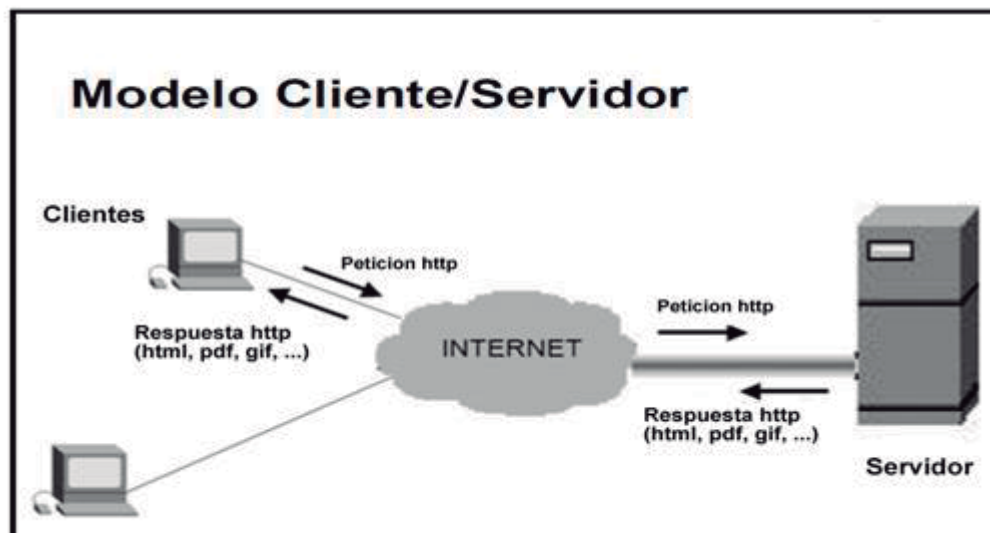 Modelo Cliente/Servidor
Clientes
Peticion http
Respuesta http
(html, pdf, gif, ...)
INTERNET
Peticion http
Respuesta http
(html, pdf, gif, ...)
Servidor